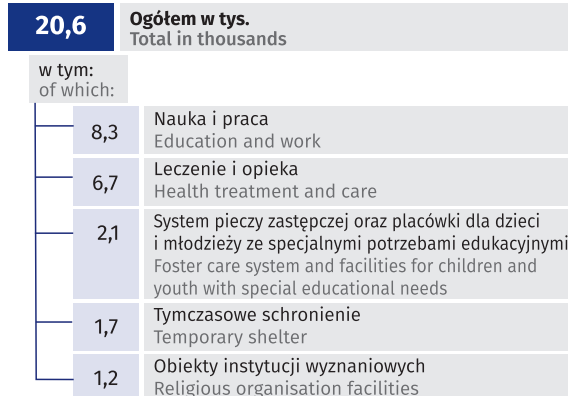 20,6
Ogółem w tys.
Total in thousands
w tym:
of which:
8,3
Nauka i praca
Education and work
6,7
Leczenie i opieka
Health treatment and care
2,1
System pieczy zastępczej oraz placówki dla dzieci
i młodzieży ze specjalnymi potrzebami edukacyjnymi
Foster care system and facilities for children and
youth with special educational needs
1,7
Tymczasowe schronienie
Temporary shelter
1,2
Obiekty instytucji wyznaniowych
Religious organisation facilities